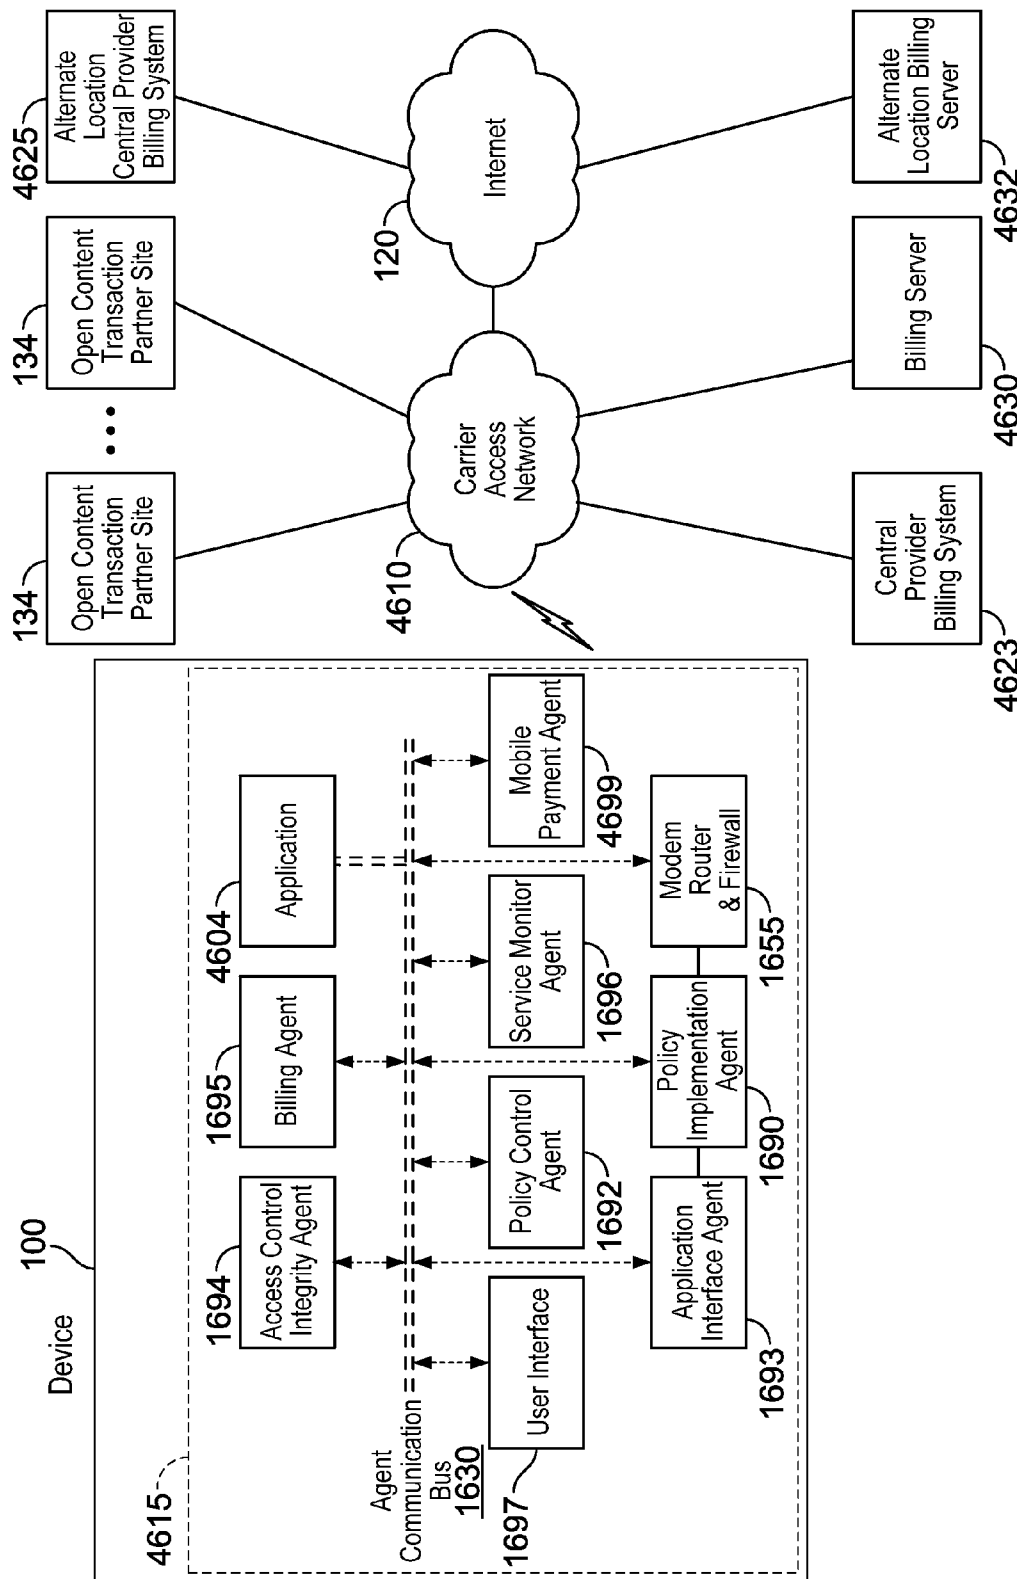 Device
100
4615
1694
Access Control
Integrity Agent
1695
Billing Agent
4604
Application
Agent
Communication
Bus
1630
User Interface
1697
Policy Control
Agent
1692
Service Monitor
Agent
1696
Mobile
Payment Agent
4699
Application
Interface Agent
1693
Policy
Implementation
Agent
1690
Modem
Router
& Firewall
1655
134
Open Content
Transaction
Partner Site
134
Open Content
Transaction
Partner Site
4625
Alternate
Location
Central Provider
Billing System
4610
Carrier
Access
Network
120
Internet
Central
Provider
Billing System
4623
Billing Server
4630
Alternate
Location Billing
Server
4632